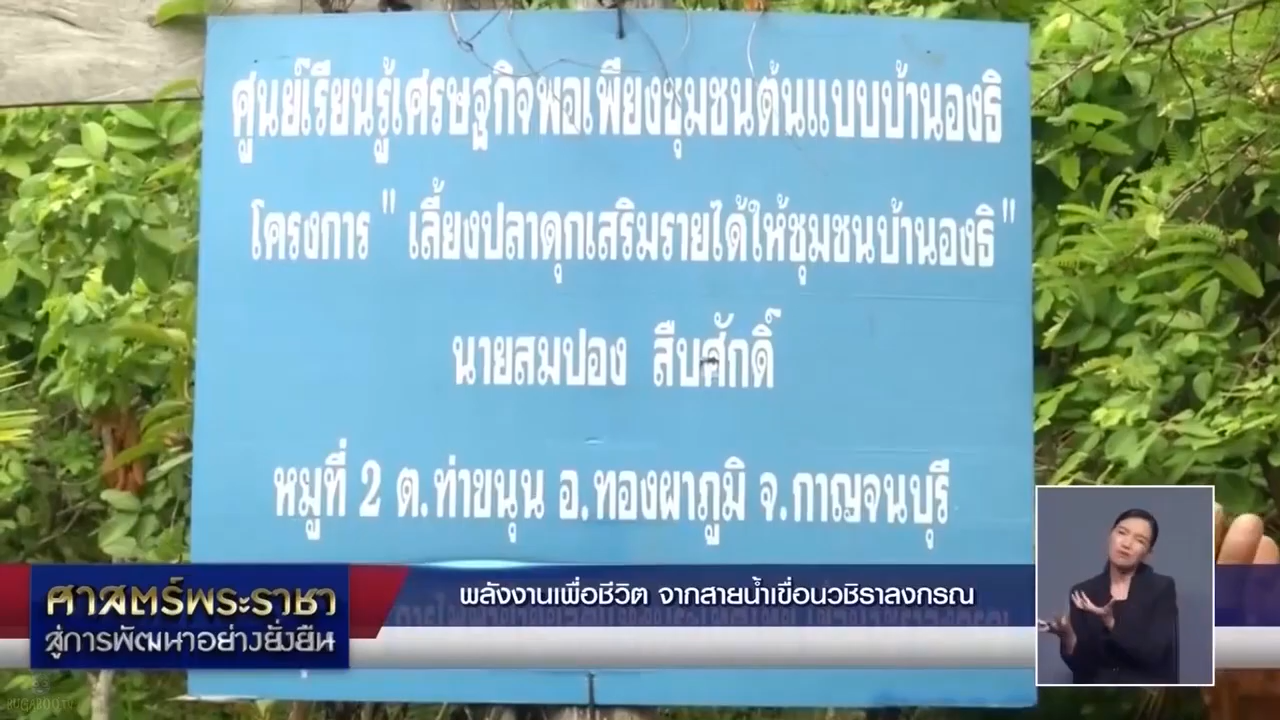 ศูนย์เรียนรู้เศรษฐกิจพอเพียงชุมชนต้นแบบบ้านองธิ
โครงการ " เลี้ยงปลาดุกเสริมรายได้ให้ชุมชนบ้านองธิ "
นายสมปอง สืบศักดิ์
หมูที่ 2 ต.ท่าขนุน อ.ทองผาภูมิ จ.กาญจนบุรี
พลังงานเพื่อชีวิต จากสายน้ำเขื่อนวชิราลงกรณ
ศาสตร์พระราชา
สู่การพัฒนาอย่างยั่งยืน
BUGABOO.TV